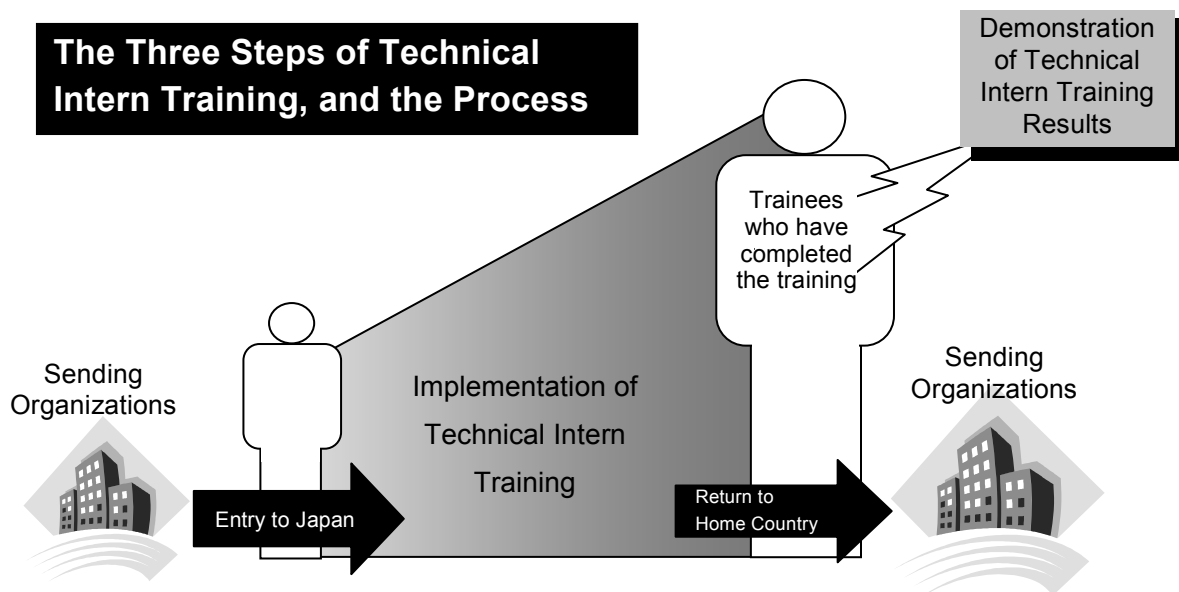 The Three Steps of Technical
Intern Training, and the Process
Demonstration
of Technical
Intern Training
Results
Trainees
who have
completed
the training
Sending
Organizations
Implementation of
Technical Intern
Training
Sending
Organizations
Entry to Japan
Return to
Home Country